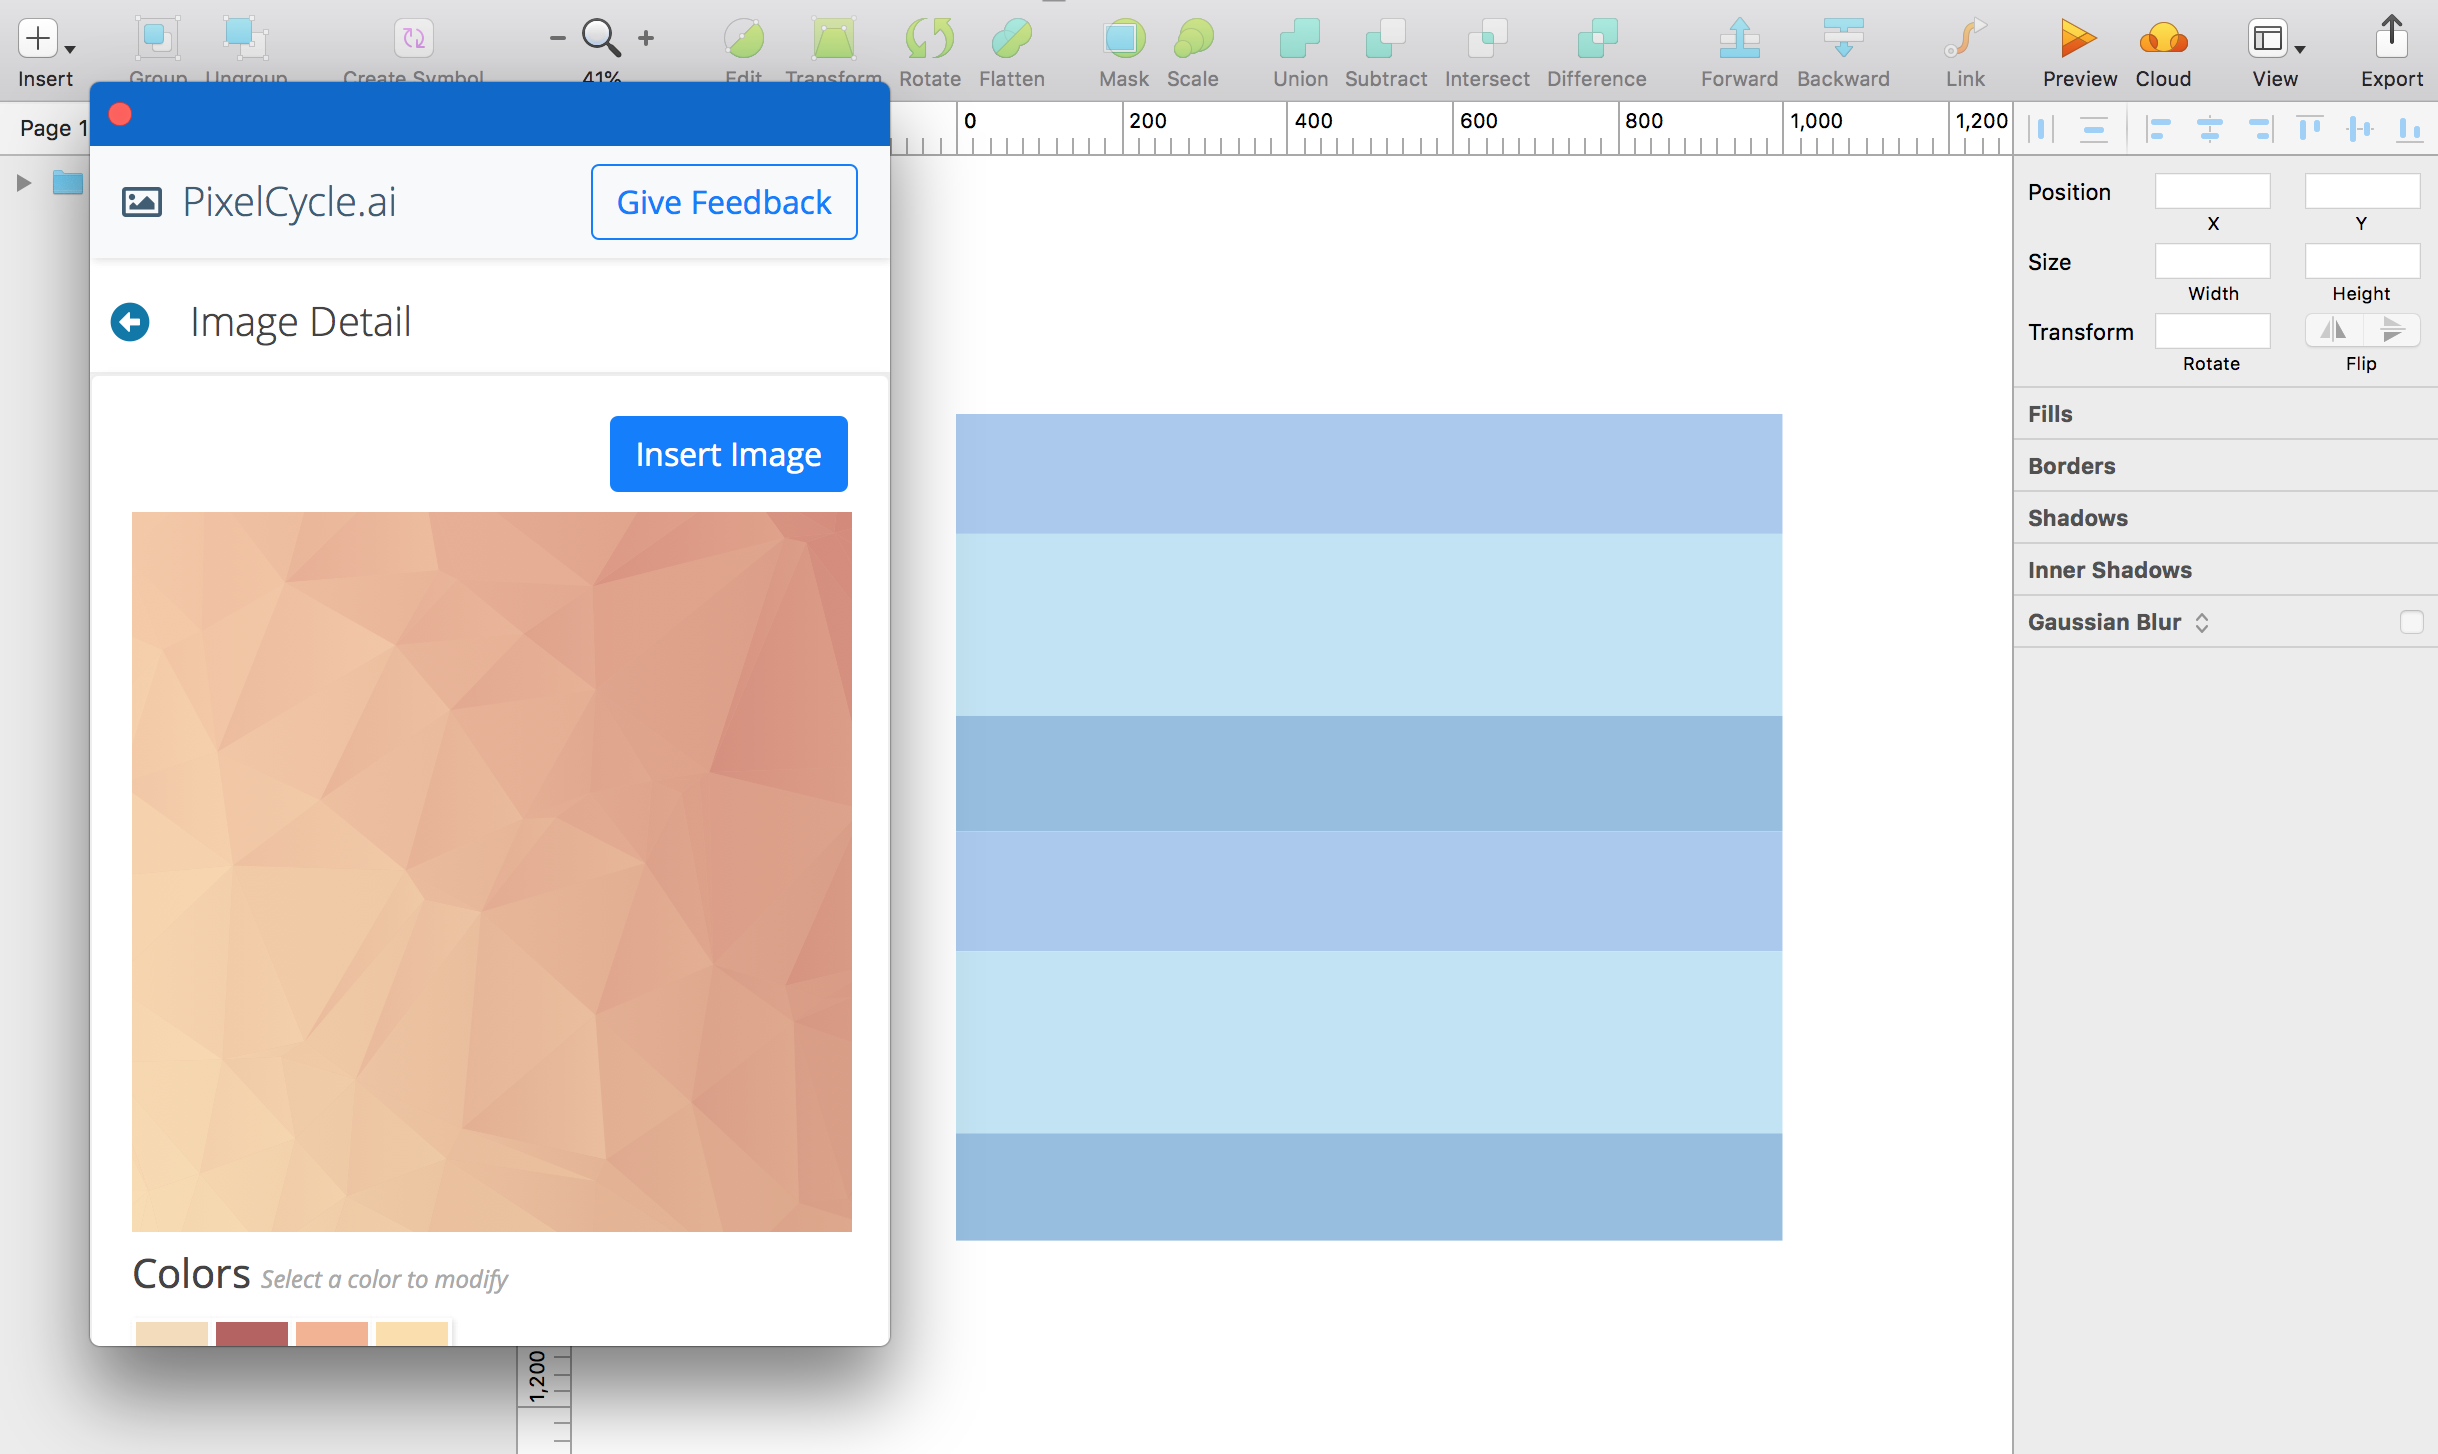 Insert Group Ungroup Create Symbol 41% Edit Transform Rotate Flatten Mask Scale Union Subtract Intersect Difference Forward Backward Link Preview Cloud View Export
Page 1
0 200 400 600 800 1,000 1,200
PixelCycle.ai
Give Feedback
Image Detail
Insert Image
Colors Select a color to modify
1,200
Position
X Y
Size
Width Height
Transform
Rotate Flip
Fills
Borders
Shadows
Inner Shadows
Gaussian Blur